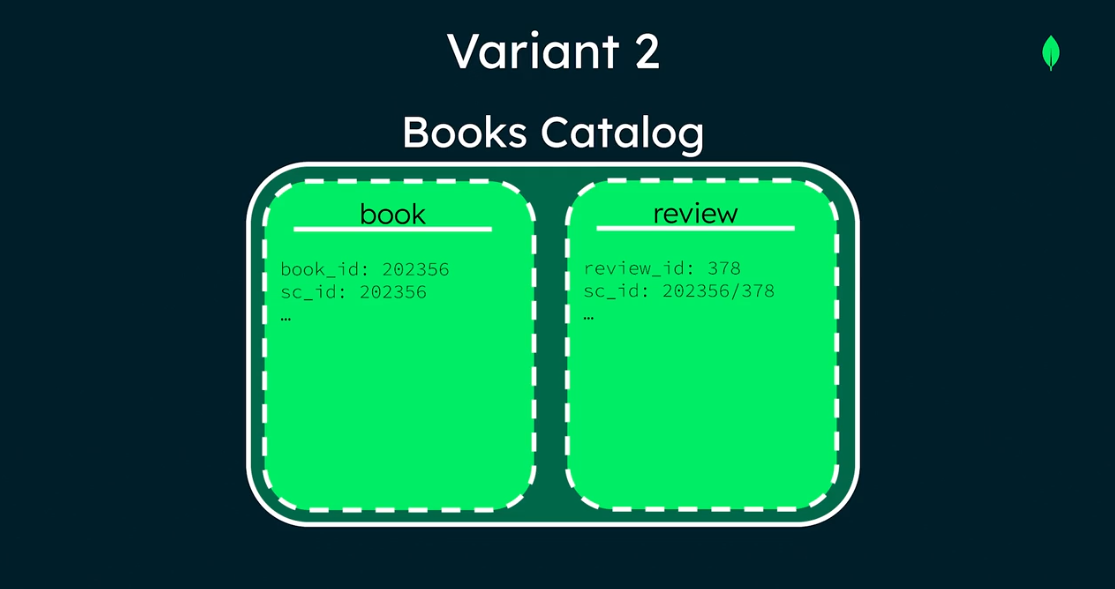 Variant 2
Books Catalog
book
book_id: 202356
sc_id: 202356
…
review
review_id: 378
sc_id: 202356/378
…